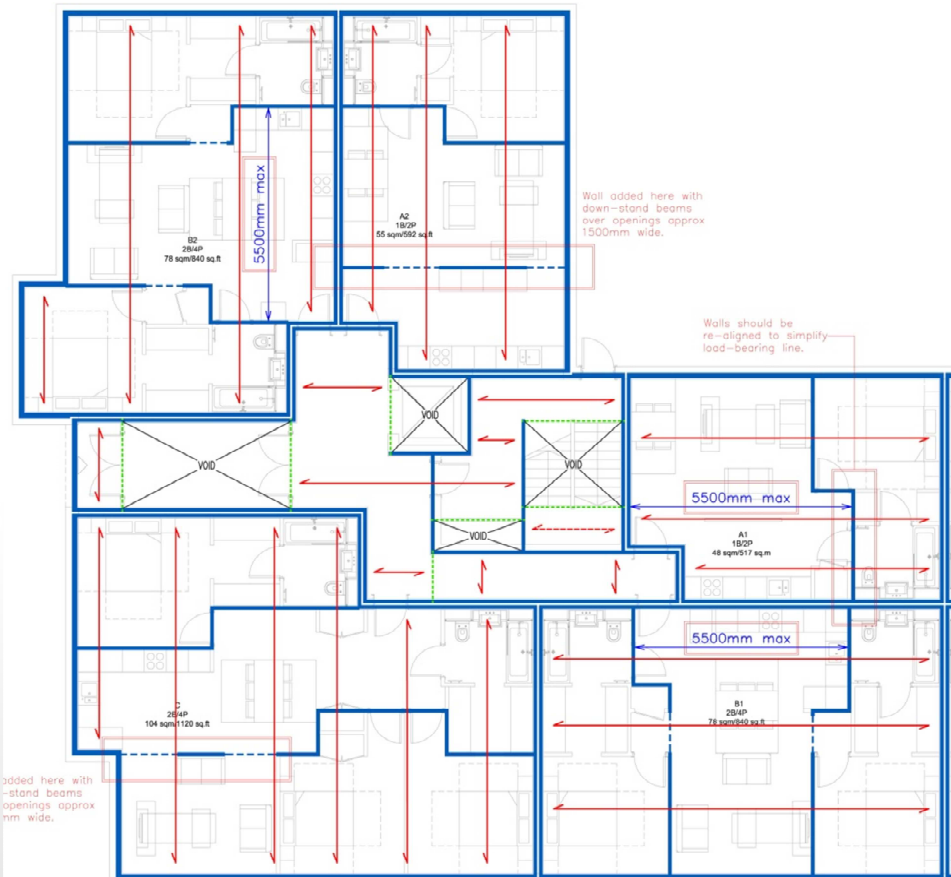 Wall added here with
down-stand beams
over openings approx
1500mm wide.
5500mm max
A2
1B/2P
55 sqm/592 sq.ft
B2
2B/4P
78 sqm/840 sq.ft
Walls should be
re-aligned to simplify
load-bearing line.
VOID
VOID
VOID
VOID
5500mm max
A1
1B/2P
48 sqm/517 sq.m
5500mm max
C
2B/4P
104 sqm/1120 sq.ft
B1
2B/4P
78 sqm/840 sq.ft
added here with
-stand beams
openings approx
mm wide.